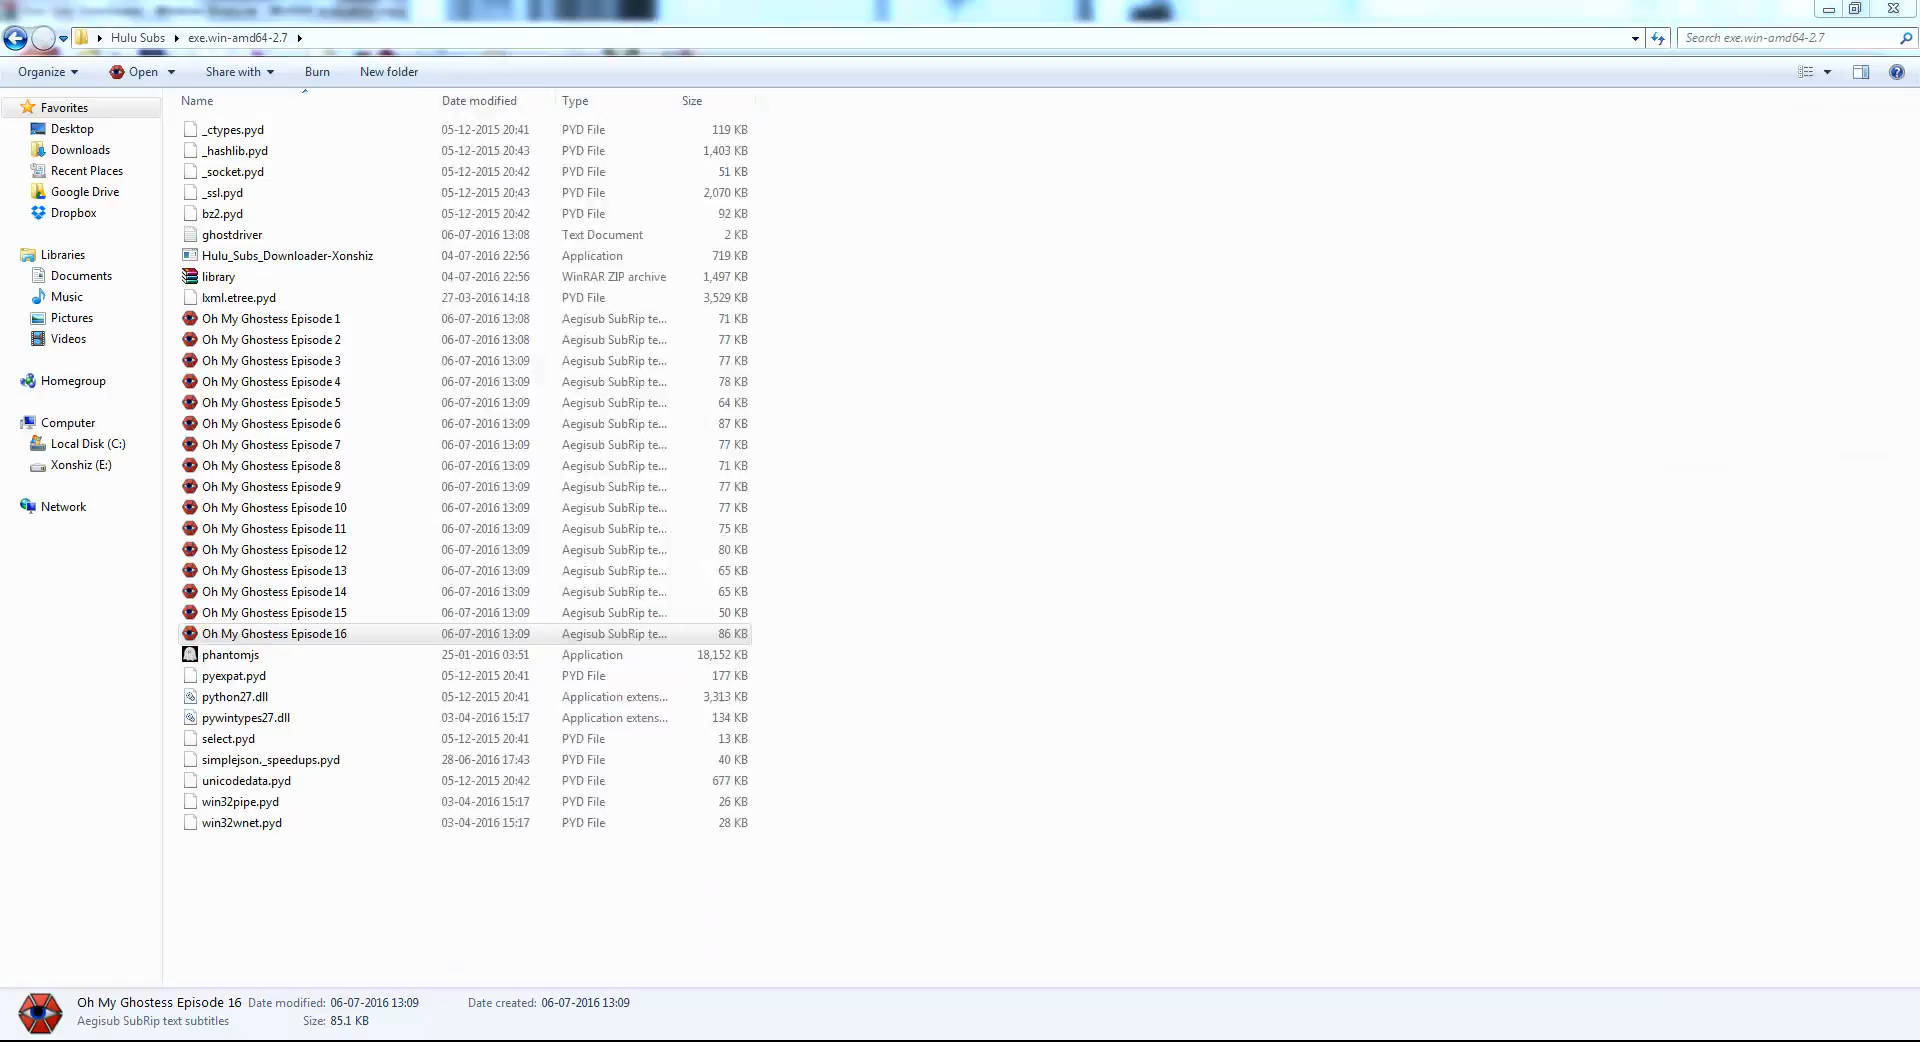 Hulu Subs exe.win-amd64-2.7 Search exe.win-amd64-2.7
Organize Open Share with Burn New folder
Name Date modified Type Size
Favorites
Desktop
Downloads
Recent Places
Google Drive
Dropbox
Libraries
Documents
Music
Pictures
Videos
Homegroup
Computer
Local Disk (C:)
Xonshiz (E:)
Network
_ctypes.pyd 05-12-2015 20:41 PYD File 119 KB
_hashlib.pyd 05-12-2015 20:43 PYD File 1,403 KB
_socket.pyd 05-12-2015 20:42 PYD File 51 KB
_ssl.pyd 05-12-2015 20:43 PYD File 2,070 KB
bz2.pyd 05-12-2015 20:42 PYD File 92 KB
ghostdriver 06-07-2016 13:08 Text Document 2 KB
Hulu_Subs_Downloader-Xonshiz 04-07-2016 22:56 Application 719 KB
library 04-07-2016 22:56 WinRAR ZIP archive 1,497 KB
lxml.etree.pyd 27-03-2016 14:18 PYD File 3,529 KB
Oh My Ghostess Episode 1 06-07-2016 13:08 Aegisub SubRip te... 71 KB
Oh My Ghostess Episode 2 06-07-2016 13:08 Aegisub SubRip te... 77 KB
Oh My Ghostess Episode 3 06-07-2016 13:09 Aegisub SubRip te... 77 KB
Oh My Ghostess Episode 4 06-07-2016 13:09 Aegisub SubRip te... 78 KB
Oh My Ghostess Episode 5 06-07-2016 13:09 Aegisub SubRip te... 64 KB
Oh My Ghostess Episode 6 06-07-2016 13:09 Aegisub SubRip te... 87 KB
Oh My Ghostess Episode 7 06-07-2016 13:09 Aegisub SubRip te... 77 KB
Oh My Ghostess Episode 8 06-07-2016 13:09 Aegisub SubRip te... 71 KB
Oh My Ghostess Episode 9 06-07-2016 13:09 Aegisub SubRip te... 77 KB
Oh My Ghostess Episode 10 06-07-2016 13:09 Aegisub SubRip te... 77 KB
Oh My Ghostess Episode 11 06-07-2016 13:09 Aegisub SubRip te... 75 KB
Oh My Ghostess Episode 12 06-07-2016 13:09 Aegisub SubRip te... 80 KB
Oh My Ghostess Episode 13 06-07-2016 13:09 Aegisub SubRip te... 65 KB
Oh My Ghostess Episode 14 06-07-2016 13:09 Aegisub SubRip te... 65 KB
Oh My Ghostess Episode 15 06-07-2016 13:09 Aegisub SubRip te... 50 KB
Oh My Ghostess Episode 16 06-07-2016 13:09 Aegisub SubRip te... 86 KB
phantomjs 25-01-2016 03:51 Application 18,152 KB
pyexpat.pyd 05-12-2015 20:41 PYD File 177 KB
python27.dll 05-12-2015 20:41 Application extens... 3,313 KB
pywintypes27.dll 03-04-2016 15:17 Application extens... 134 KB
select.pyd 05-12-2015 20:41 PYD File 13 KB
simplejson._speedups.pyd 28-06-2016 17:43 PYD File 40 KB
unicodedata.pyd 05-12-2015 20:42 PYD File 677 KB
win32pipe.pyd 03-04-2016 15:17 PYD File 26 KB
win32wnet.pyd 03-04-2016 15:17 PYD File 28 KB
Oh My Ghostess Episode 16 Date modified: 06-07-2016 13:09 Date created: 06-07-2016 13:09
Aegisub SubRip text subtitles Size: 85.1 KB